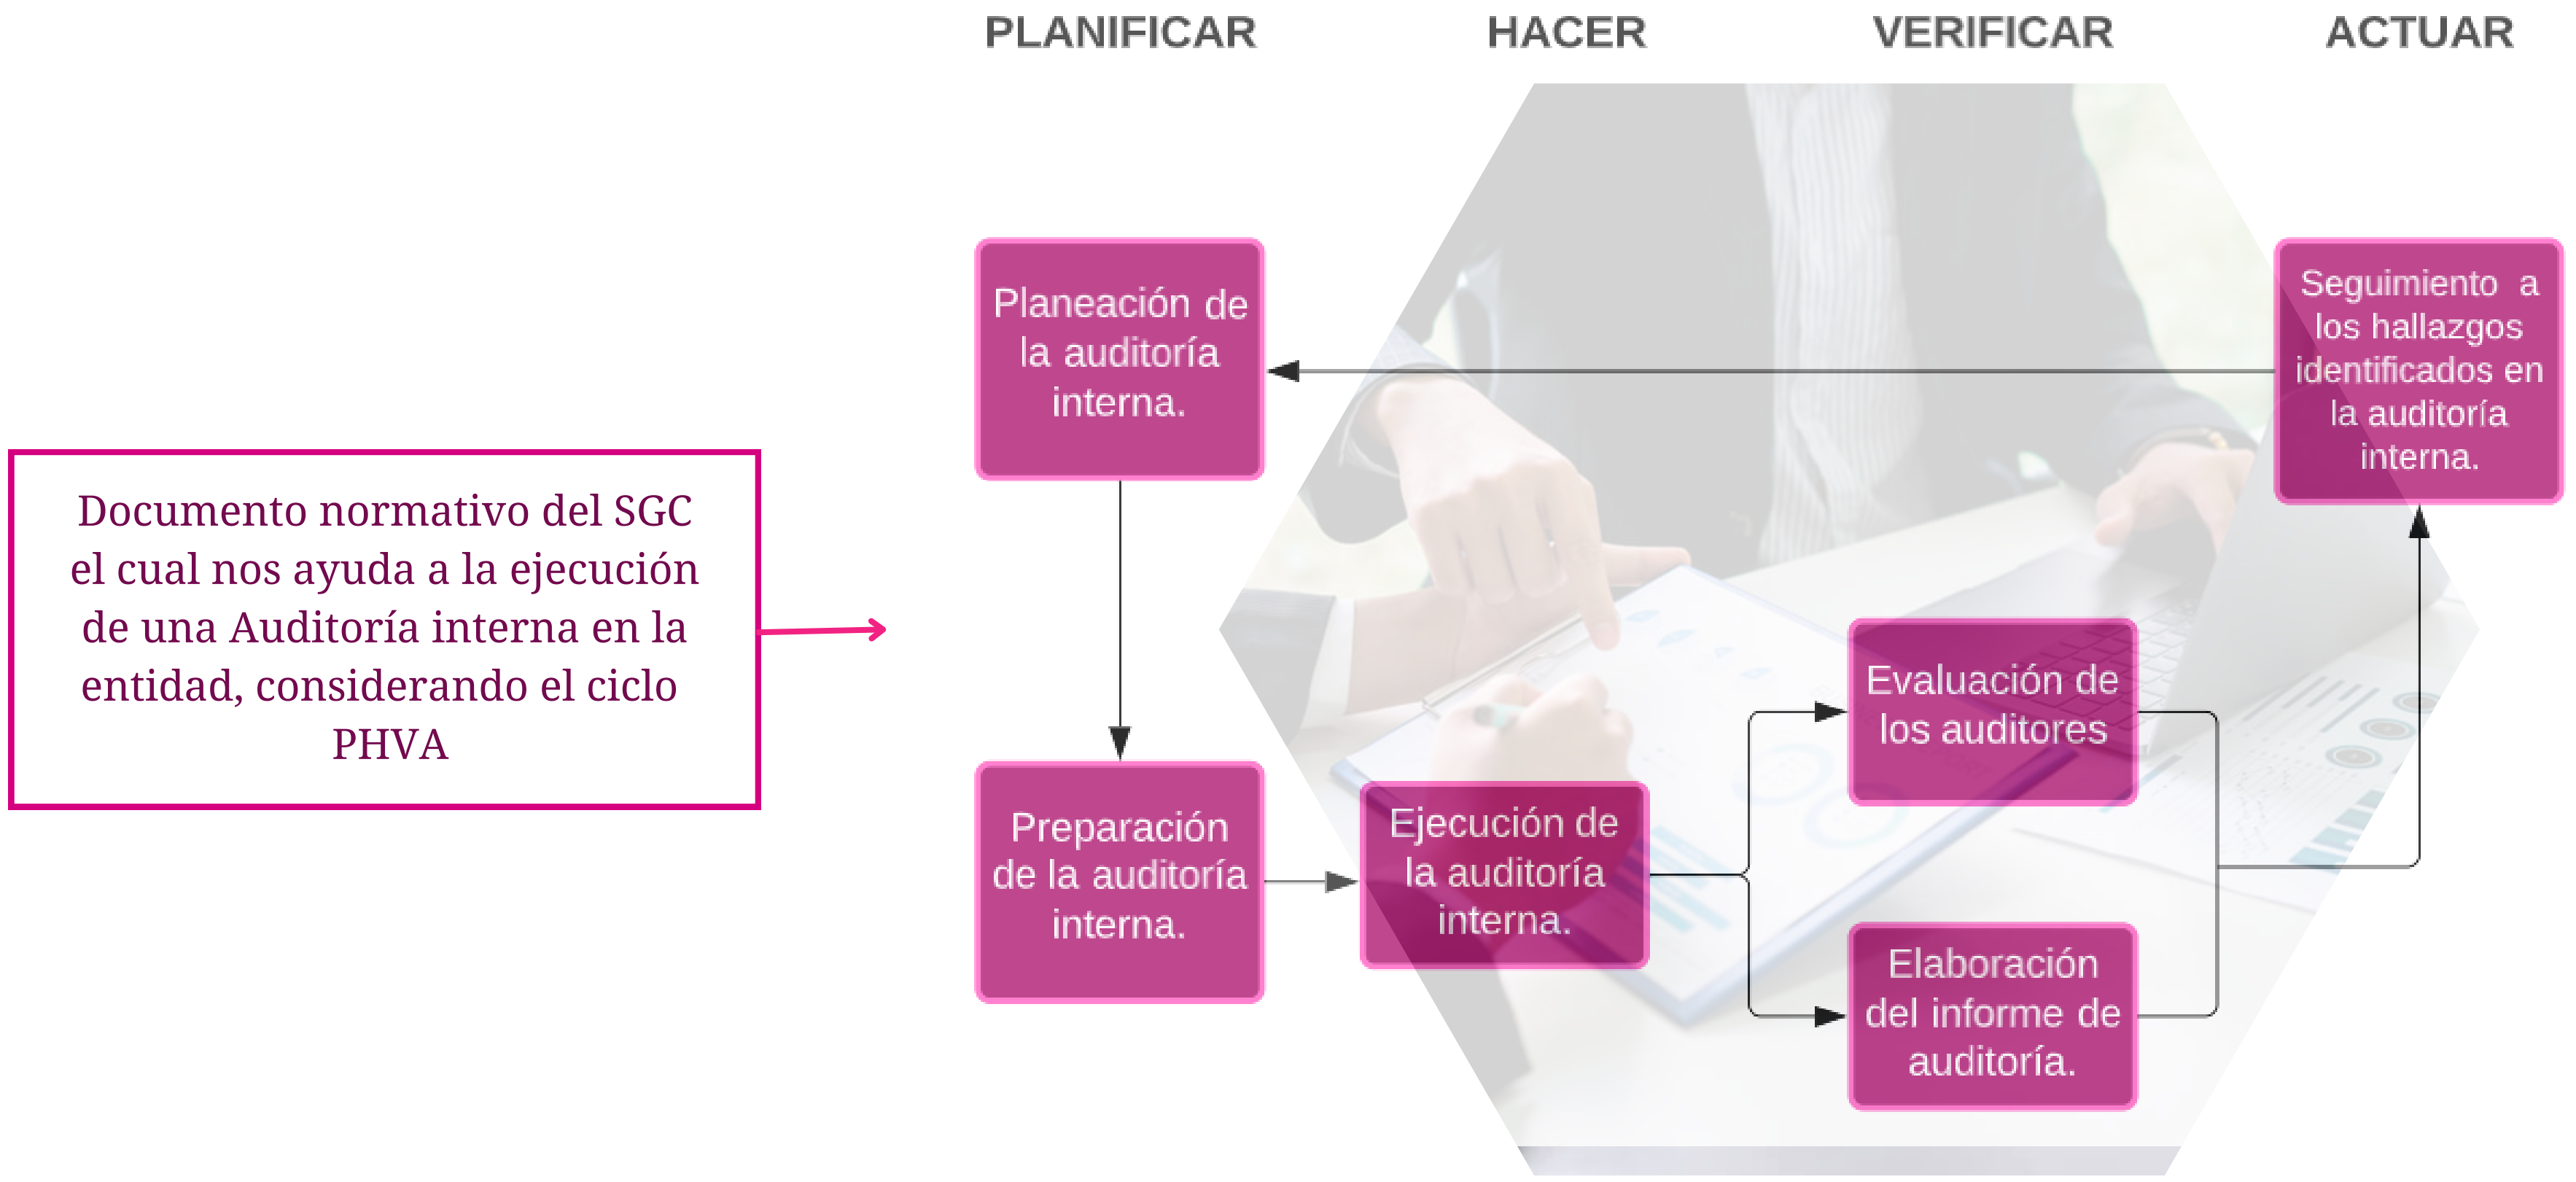 PLANIFICAR
HACER
VERIFICAR
ACTUAR
Documento normativo del SGC
el cual nos ayuda a la ejecución
de una Auditoría interna en la
entidad, considerando el ciclo
PHVA
Planeación de
la auditoría
interna.
Preparación
de la auditoría
interna.
Ejecución de
la auditoría
interna.
Evaluación de
los auditores
Elaboración
del informe de
auditoría.
Seguimiento a
los hallazgos
identificados en
la auditoría
interna.